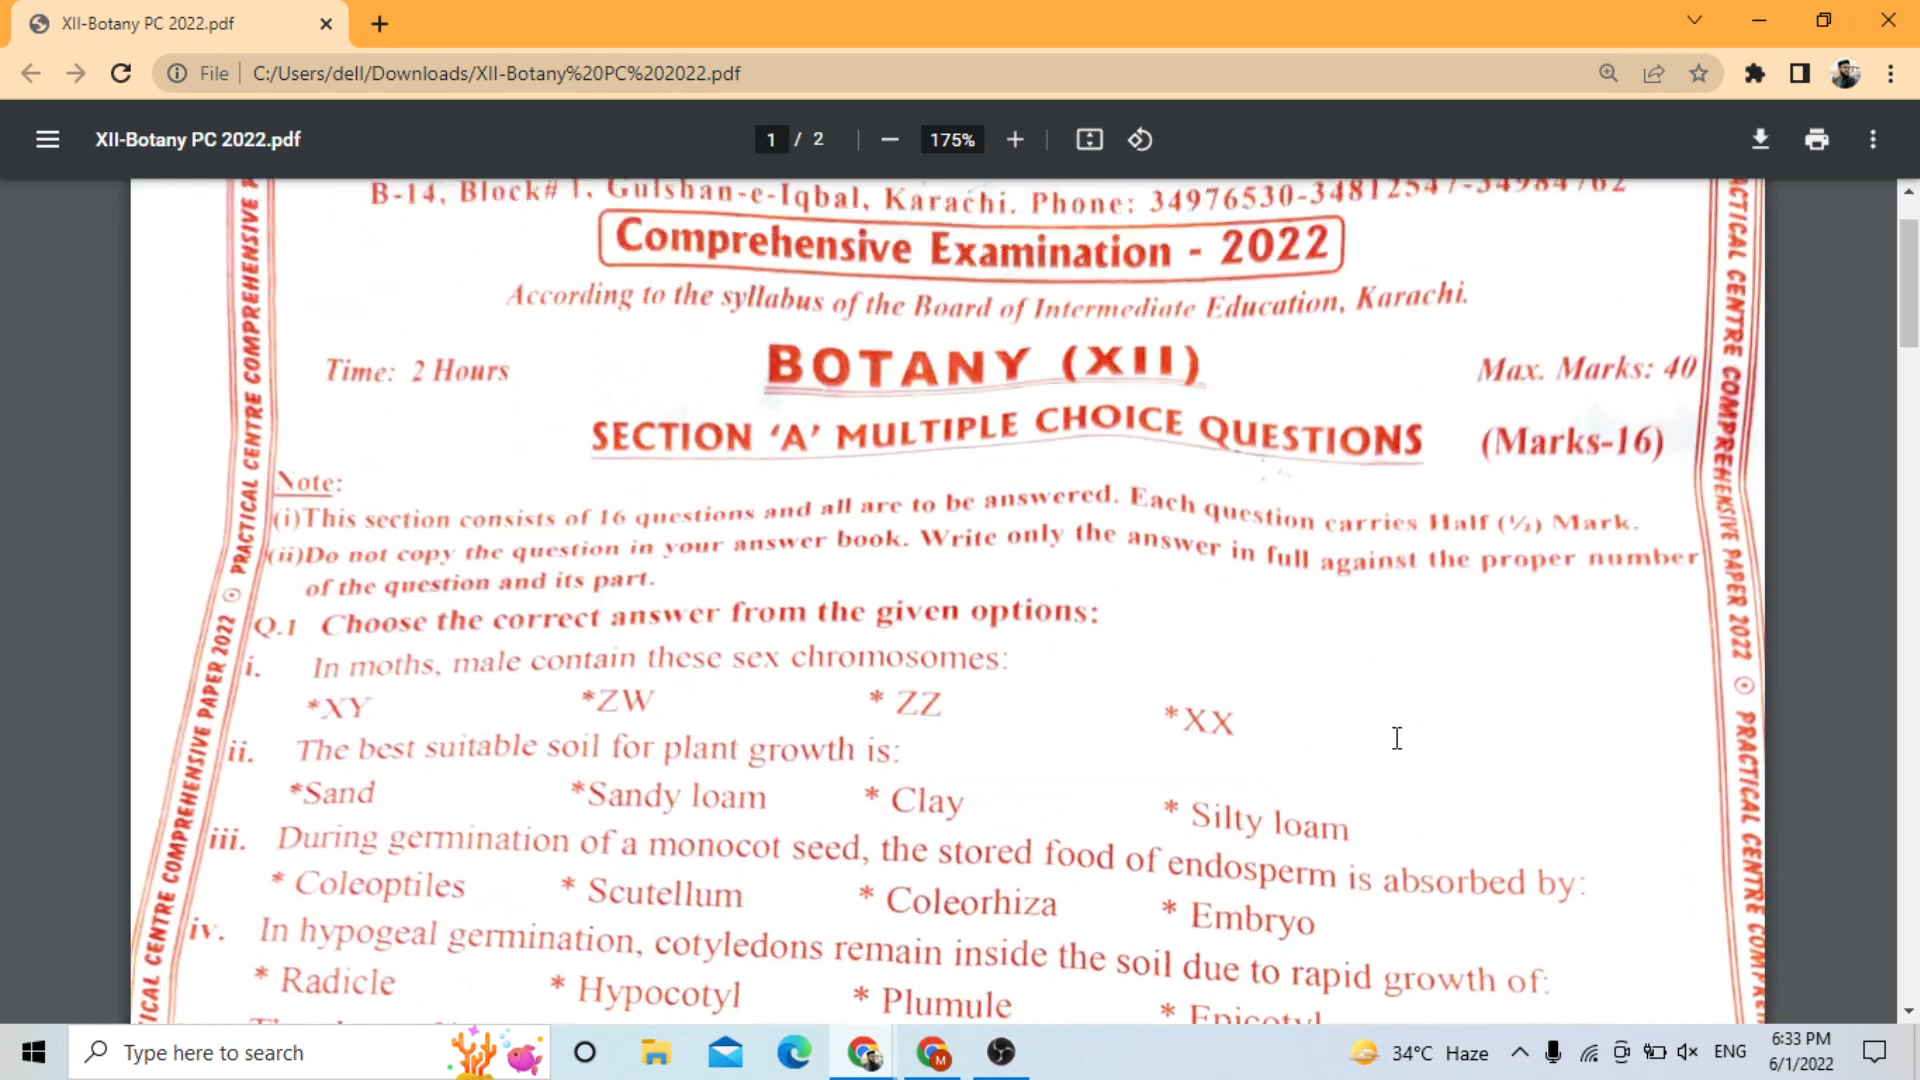 XII-Botany PC 2022.pdf
File C:/Users/dell/Downloads/XII-Botany%20PC%202022.pdf
XII-Botany PC 2022.pdf 1 / 2 175%
B-14, Block# 1, Gulshan-e-Iqbal, Karachi. Phone: 34976530-34812547-34984762
Comprehensive Examination - 2022
According to the syllabus of the Board of Intermediate Education, Karachi.
Time: 2 Hours BOTANY (XII) Max. Marks: 40
SECTION 'A' MULTIPLE CHOICE QUESTIONS (Marks-16)
Note:
(i)This section consists of 16 questions and all are to be answered. Each question carries Half (½) Mark.
(ii)Do not copy the question in your answer book. Write only the answer in full against the proper number
of the question and its part.
Q.1 Choose the correct answer from the given options:
i. In moths, male contain these sex chromosomes:
*XY *ZW * ZZ *XX
ii. The best suitable soil for plant growth is:
*Sand *Sandy loam * Clay * Silty loam
iii. During germination of a monocot seed, the stored food of endosperm is absorbed by:
* Coleoptiles * Scutellum * Coleorhiza * Embryo
iv. In hypogeal germination, cotyledons remain inside the soil due to rapid growth of:
* Radicle * Hypocotyl * Plumule * Epicotyl
PRACTICAL CENTRE COMPREHENSIVE PAPER 2022
ICAL CENTRE COMPREHENSIVE PAPER 2022
ACTICAL CENTRE COMPREHENSIVE PAPER 2022
PRACTICAL CENTRE COMPREH
Type here to search
34°C Haze
ENG
6:33 PM
6/1/2022